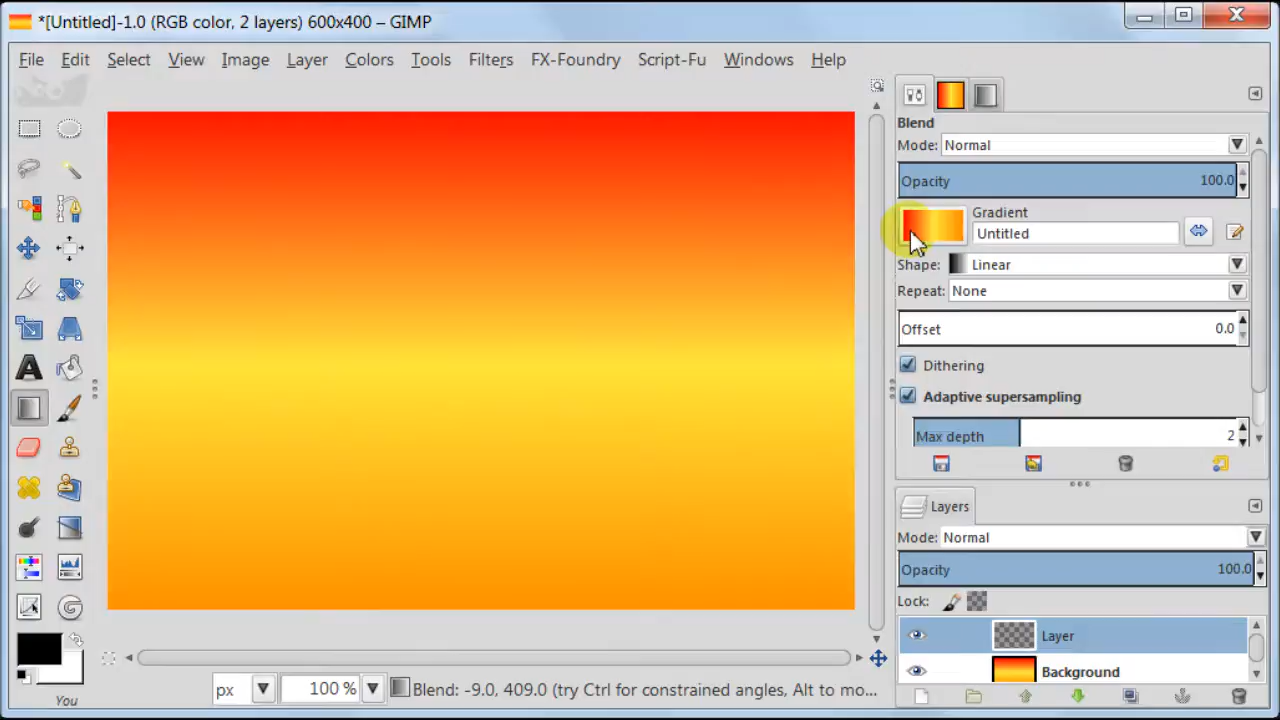 *[Untitled]-1.0 (RGB color, 2 layers) 600x400 – GIMP
File Edit Select View Image Layer Colors Tools Filters FX-Foundry Script-Fu Windows Help
Blend
Mode: Normal
Opacity 100.0
Gradient
Untitled
Shape: Linear
Repeat: None
Offset 0.0
Dithering
Adaptive supersampling
Max depth 2
Layers
Mode: Normal
Opacity 100.0
Lock:
Layer
Background
You
px 100 % Blend: -9.0, 409.0 (try Ctrl for constrained angles, Alt to mo...